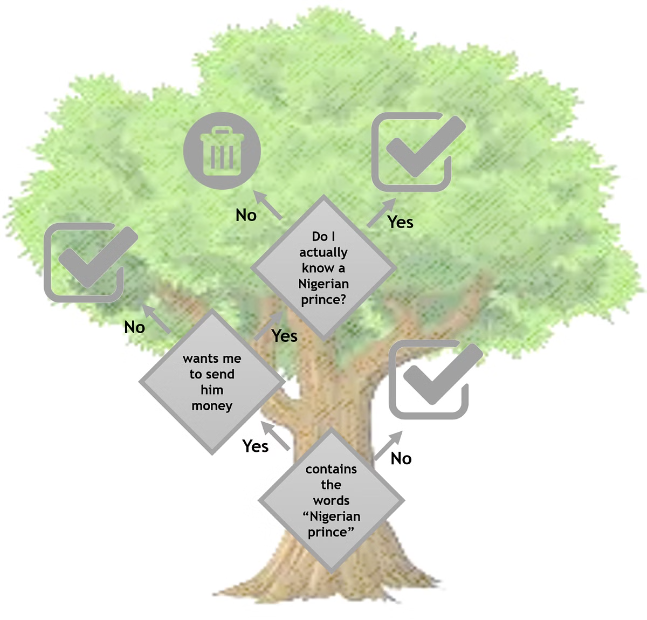 No
Yes
Do I
actually
know a
Nigerian
prince?
No
Yes
wants me
to send
him
money
Yes
No
contains
the
words
“Nigerian
prince”